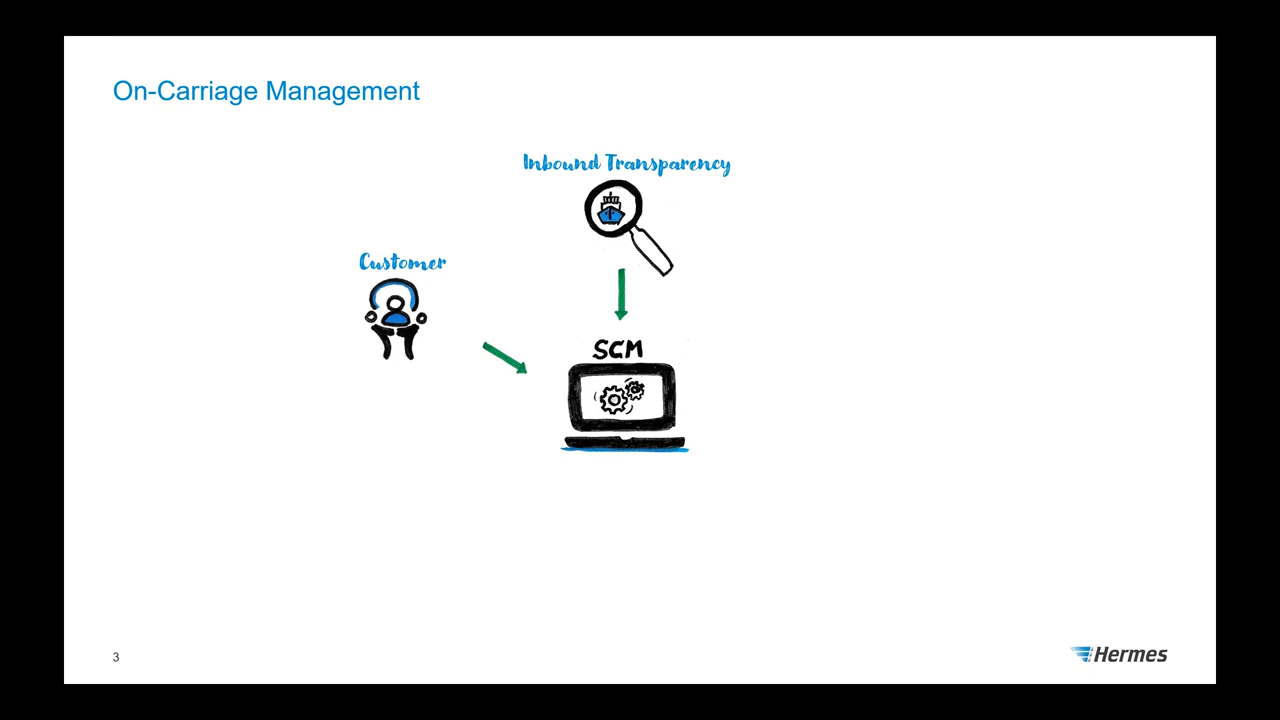 On-Carriage Management
Inbound Transparency
Customer
SCM
3
Hermes